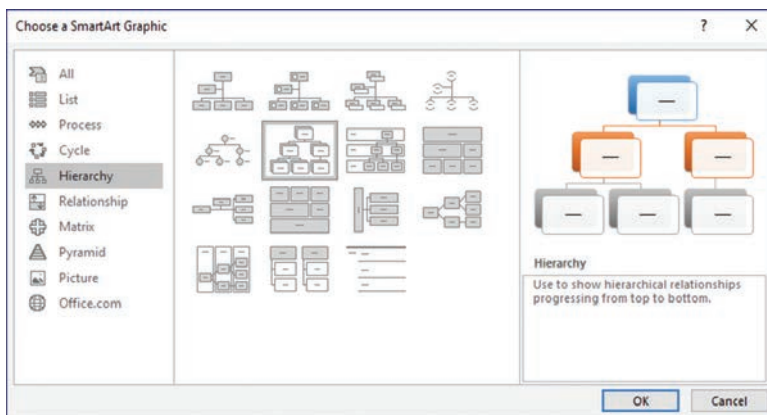 Choose a SmartArt Graphic
?
All
List
Process
Cycle
Hierarchy
Relationship
Matrix
Pyramid
Picture
Office.com
Hierarchy
Use to show hierarchical relationships
progressing from top to bottom.
OK
Cancel